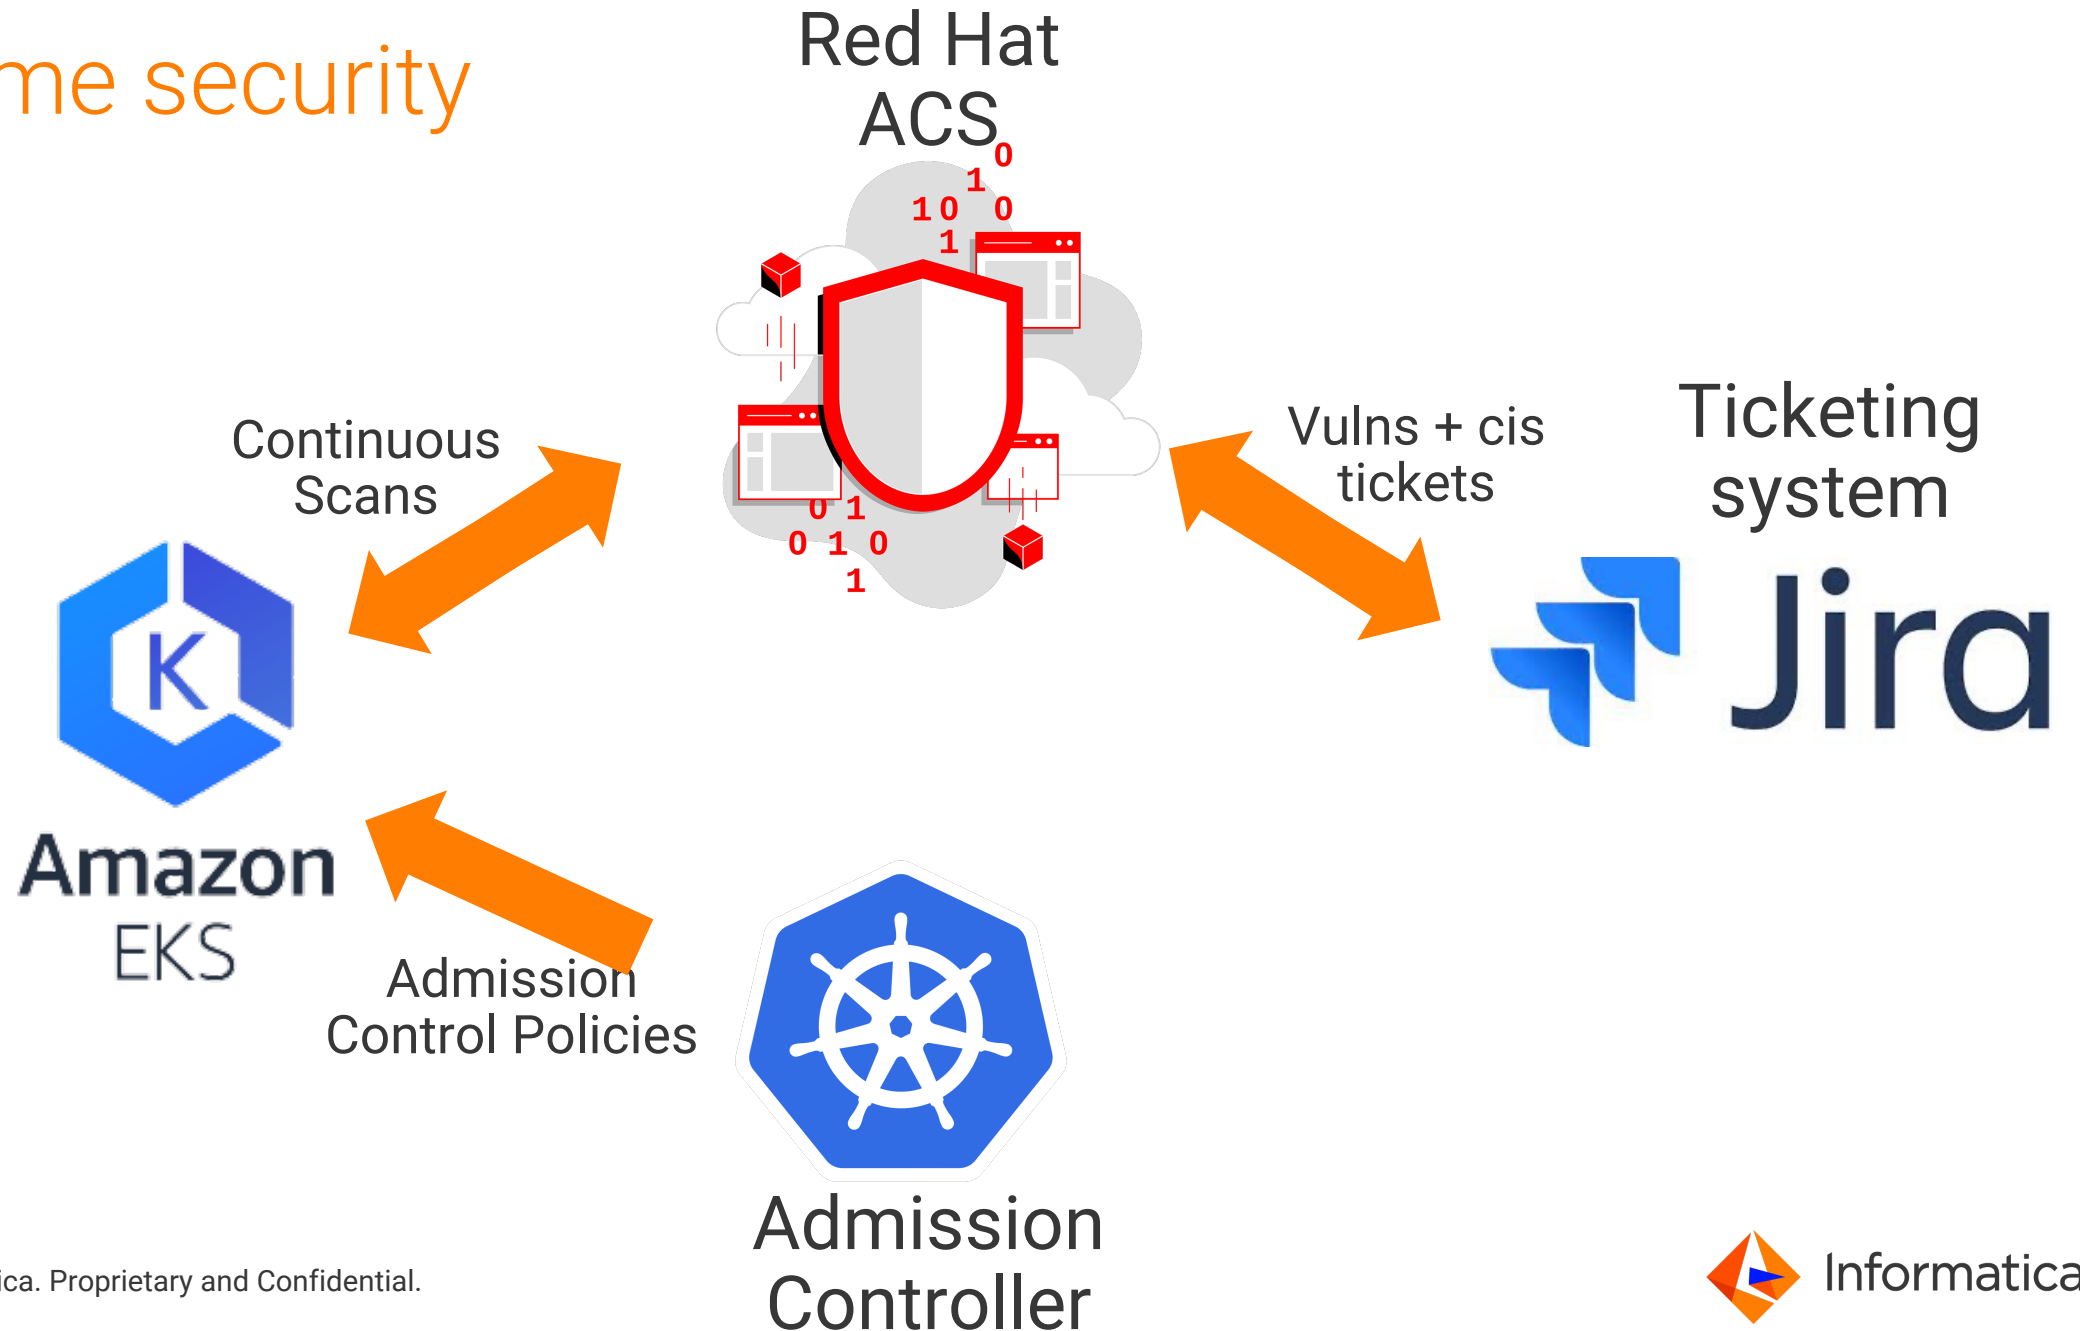 me security
Red Hat
ACS
0
1
1 0 0
1
Continuous
Scans
Vulns + cis
tickets
Ticketing
system
0 1
0 1 0
1
K
Jira
Amazon
EKS
Admission
Control Policies
Admission
Controller
ica. Proprietary and Confidential.
Informatica